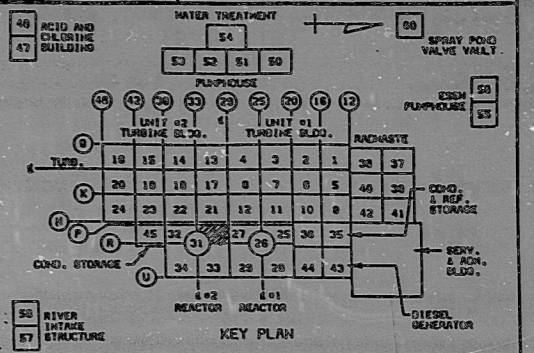 46 ACID AND
47 CHLORINE
BUILDING
WATER TREATMENT
54
53 52 51 50
PUMPHOUSE
SPRAY POND
VALVE VAULT
ESSW
PUMPHOUSE
55
46 43 36 33 29 25 20 16 12
UNIT #2
TURBINE BLDG.
UNIT #1
TURBINE BLDG.
RADWASTE
TURB.
16 15 14 13 4 3 2 1 38 37
20 19 18 17 8 7 6 5 40 39
K
COND.
& REF.
STORAGE
H
24 23 22 21 12 11 10 9 42 41
P
R
45 32 31 27 26 25 36 35
COND. STORAGE
SERV.
& ADM.
BLDG.
U
34 33 29 28 44 43
¢ #2
REACTOR
¢ #1
REACTOR
DIESEL
GENERATOR
58 RIVER
57 INTAKE
STRUCTURE
KEY PLAN